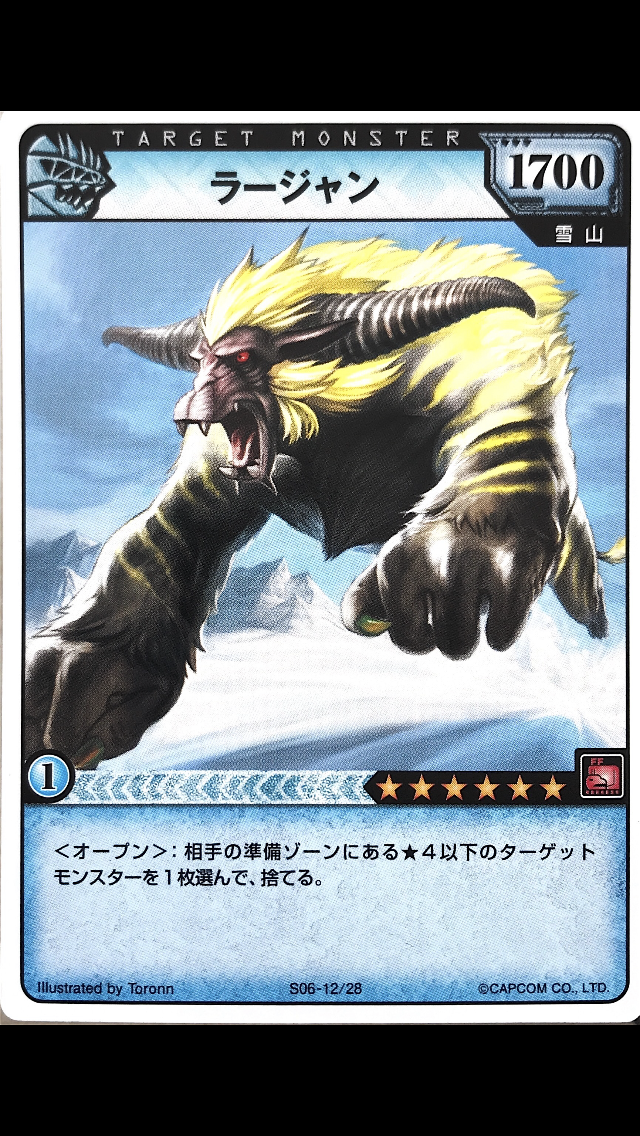 TARGET MONSTER
ラージャン
1700
雪山
1
FF
<オープン>:相手の準備ゾーンにある★4以下のターゲット
モンスターを1枚選んで、捨てる。
Illustrated by Toronn
S06-12/28
©CAPCOM CO., LTD.